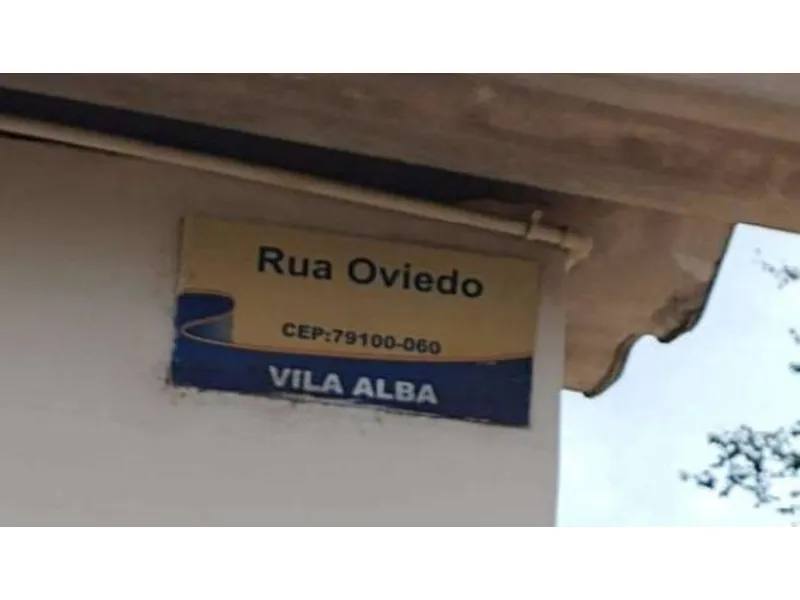 Rua Oviedo
CEP:79100-060
VILA ALBA